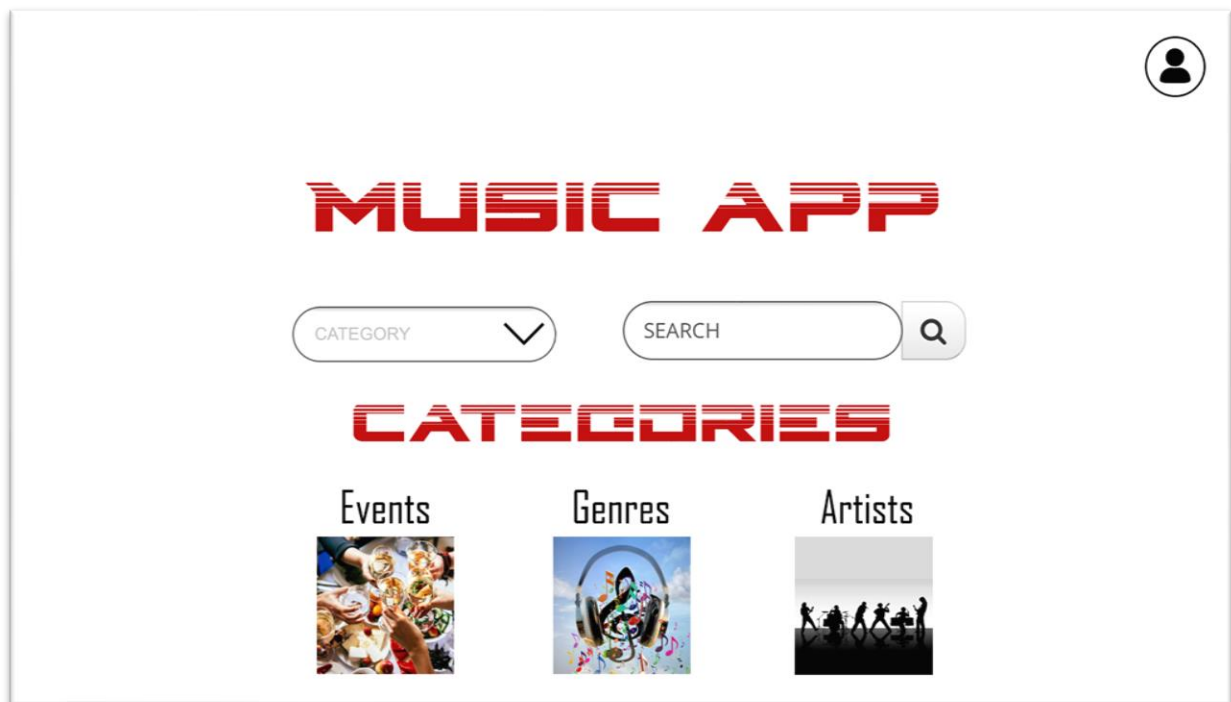 MUSIC APP
CATEGORY
SEARCH
CATEGORIES
Events
Genres
Artists